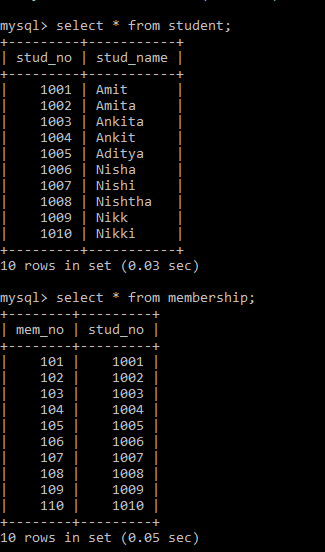 mysql> select * from student;
+---------+-----------+
| stud_no | stud_name |
+---------+-----------+
|    1001 | Amit      |
|    1002 | Amita     |
|    1003 | Ankita    |
|    1004 | Ankit     |
|    1005 | Aditya    |
|    1006 | Nisha     |
|    1007 | Nishi     |
|    1008 | Nishtha   |
|    1009 | Nikk      |
|    1010 | Nikki     |
+---------+-----------+
10 rows in set (0.03 sec)
mysql> select * from membership;
+--------+---------+
| mem_no | stud_no |
+--------+---------+
|    101 |    1001 |
|    102 |    1002 |
|    103 |    1003 |
|    104 |    1004 |
|    105 |    1005 |
|    106 |    1006 |
|    107 |    1007 |
|    108 |    1008 |
|    109 |    1009 |
|    110 |    1010 |
+--------+---------+
10 rows in set (0.05 sec)